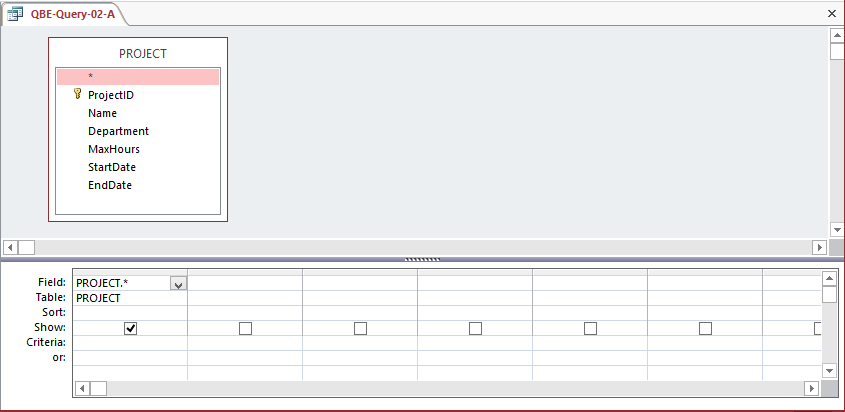 QBE-Query-02-A
PROJECT
*
ProjectID
Name
Department
MaxHours
StartDate
EndDate
Field: PROJECT.*
Table: PROJECT
Sort:
Show:
Criteria:
or: